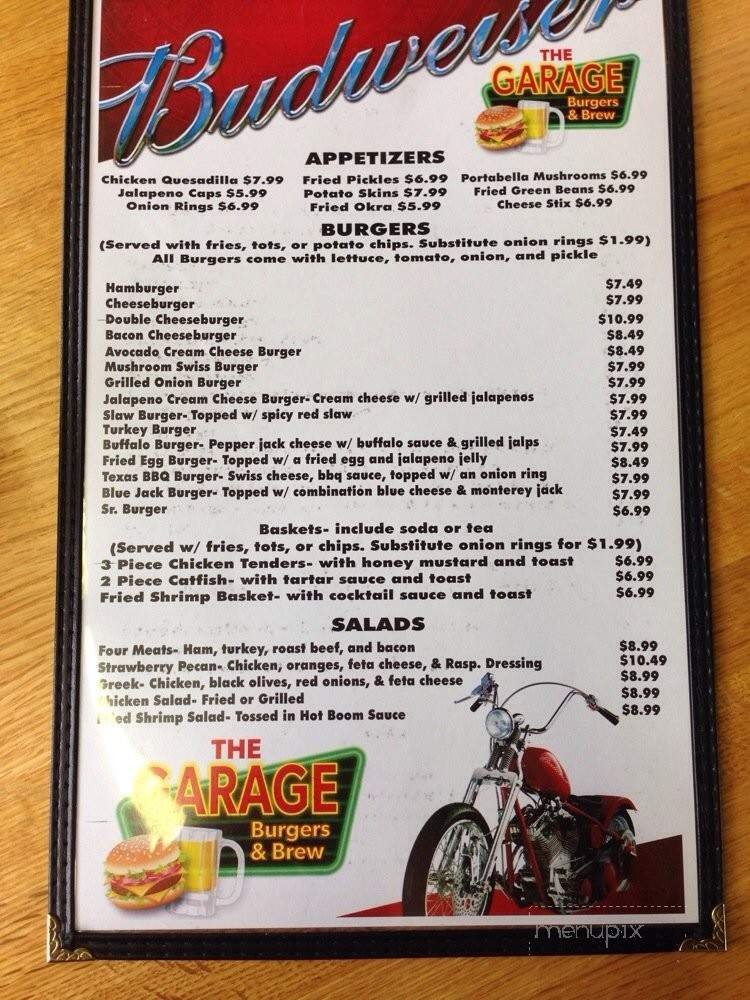 Budweiser
THE
GARAGE
Burgers
& Brew
APPETIZERS
Chicken Quesadilla $7.99 Fried Pickles $6.99 Portabella Mushrooms $6.99
Jalapeno Caps $5.99 Potato Skins $7.99 Fried Green Beans $6.99
Onion Rings $6.99 Fried Okra $5.99 Cheese Stix $6.99
BURGERS
(Served with fries, tots, or potato chips. Substitute onion rings $1.99)
All Burgers come with lettuce, tomato, onion, and pickle
Hamburger $7.49
Cheeseburger $7.99
Double Cheeseburger $10.99
Bacon Cheeseburger $8.49
Avocado Cream Cheese Burger $8.49
Mushroom Swiss Burger $7.99
Grilled Onion Burger $7.99
Jalapeno Cream Cheese Burger- Cream cheese w/ grilled jalapenos $7.99
Slaw Burger- Topped w/ spicy red slaw $7.99
Turkey Burger $7.49
Buffalo Burger- Pepper jack cheese w/ buffalo sauce & grilled jalps $7.99
Fried Egg Burger- Topped w/ a fried egg and jalapeno jelly $8.49
Texas BBQ Burger- Swiss cheese, bbq sauce, topped w/ an onion ring $7.99
Blue Jack Burger- Topped w/ combination blue cheese & monterey jack $7.99
Sr. Burger $6.99
Baskets- include soda or tea
(Served w/ fries, tots, or chips. Substitute onion rings for $1.99)
3 Piece Chicken Tenders- with honey mustard and toast $6.99
2 Piece Catfish- with tartar sauce and toast $6.99
Fried Shrimp Basket- with cocktail sauce and toast $6.99
SALADS
Four Meats- Ham, turkey, roast beef, and bacon $8.99
Strawberry Pecan- Chicken, oranges, feta cheese, & Rasp. Dressing $10.49
Greek- Chicken, black olives, red onions, & feta cheese $8.99
Chicken Salad- Fried or Grilled $8.99
Fried Shrimp Salad- Tossed in Hot Boom Sauce $8.99
THE
GARAGE
Burgers
& Brew
menupix